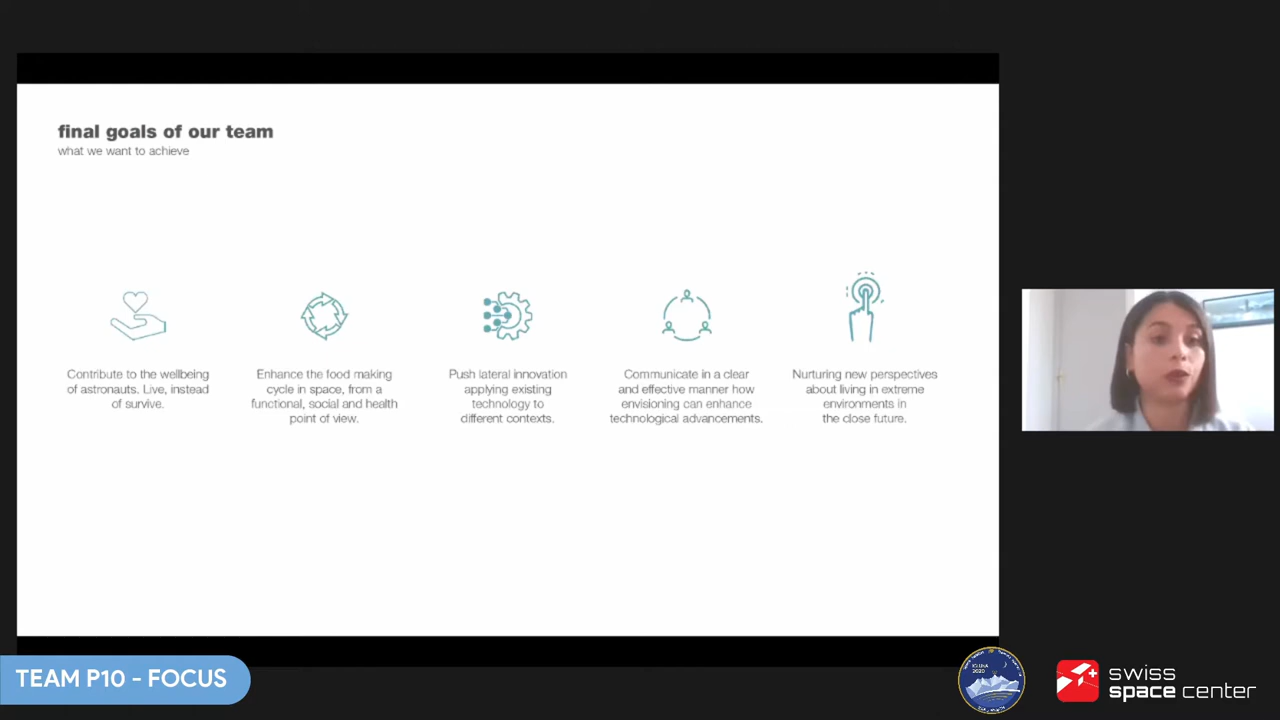 final goals of our team
what we want to achieve
Contribute to the wellbeing
of astronauts. Live, instead
of survive.
Enhance the food making
cycle in space, from a
functional, social and health
point of view.
Push lateral innovation
applying existing
technology to
different contexts.
Communicate in a clear
and effective manner how
envisioning can enhance
technological advancements.
Nurturing new perspectives
about living in extreme
environments in
the close future.
TEAM P10 - FOCUS
IGLUNA
2020
swiss
space center